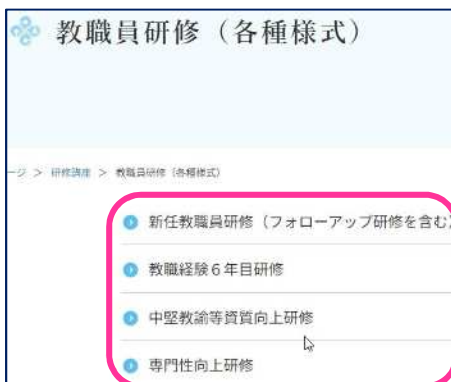 教職員研修（各種様式）
ージ > 研修講座 > 教職員研修（各種様式）
新任教職員研修（フォローアップ研修を含む）
教職経験６年目研修
中堅教諭等資質向上研修
専門性向上研修